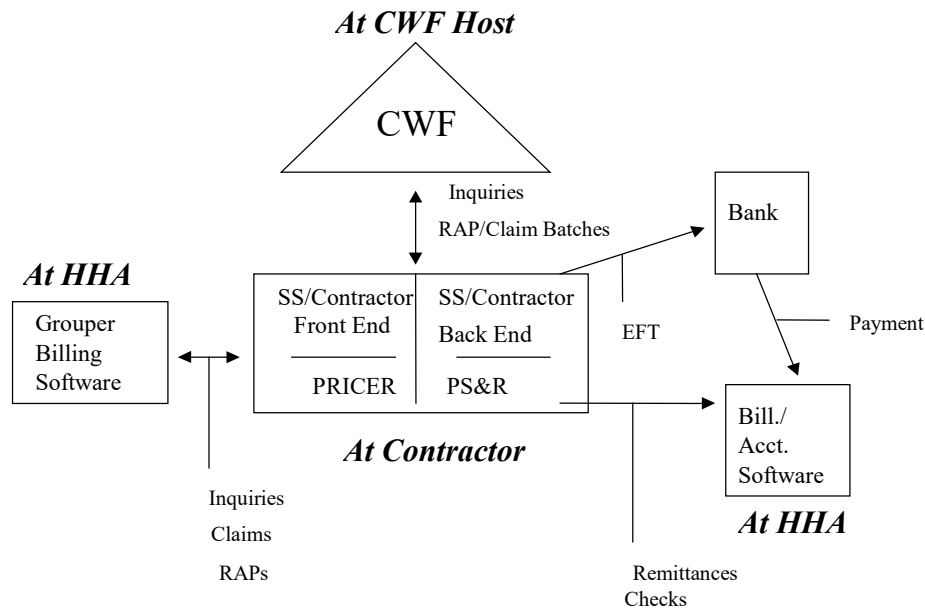 At CWF Host
CWF
Inquiries
RAP/Claim Batches
Bank
At HHA
Grouper
Billing
Software
SS/Contractor
Front End
PRICER
SS/Contractor
Back End
PS&R
EFT
Payment
At Contractor
Bill./
Acct.
Software
At HHA
Inquiries
Claims
RAPs
Remittances
Checks